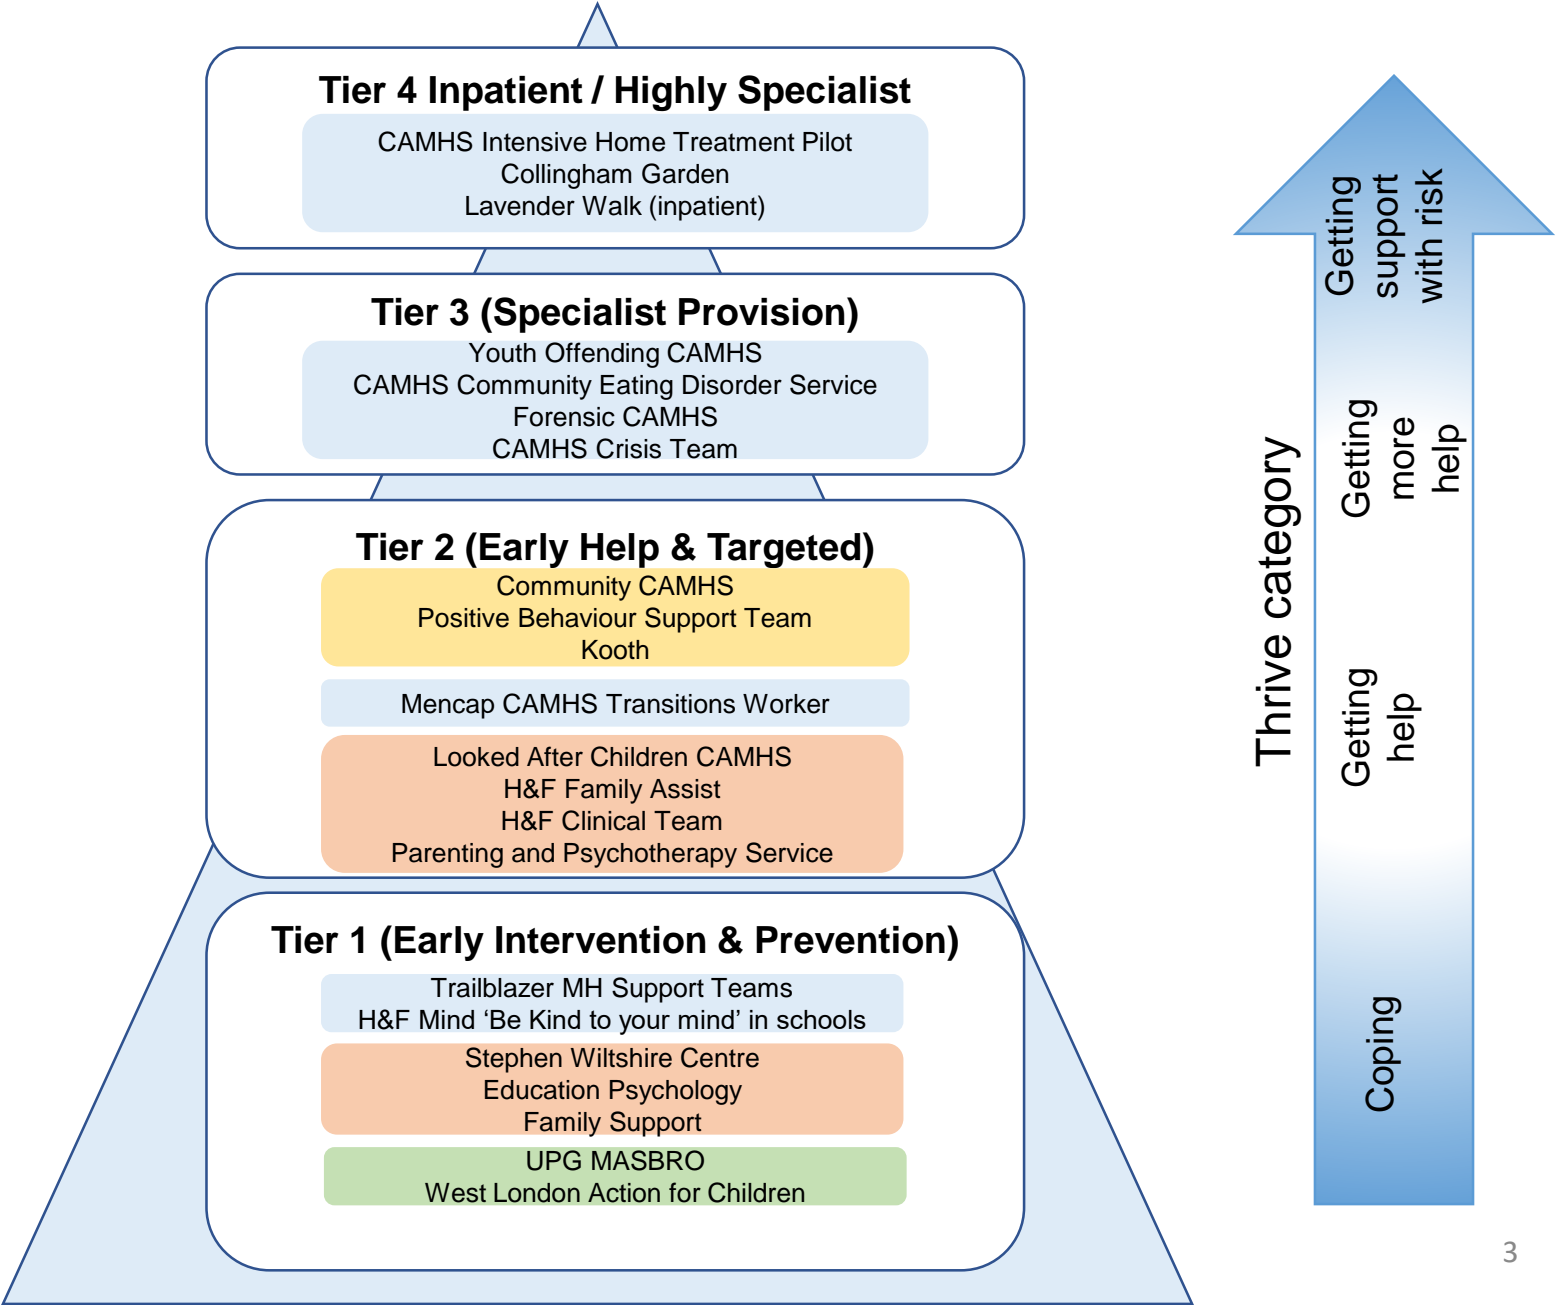 Tier 4 Inpatient / Highly Specialist
CAMHS Intensive Home Treatment Pilot
Collingham Garden
Lavender Walk (inpatient)
Tier 3 (Specialist Provision)
Youth Offending CAMHS
CAMHS Community Eating Disorder Service
Forensic CAMHS
CAMHS Crisis Team
Tier 2 (Early Help & Targeted)
Community CAMHS
Positive Behaviour Support Team
Kooth
Mencap CAMHS Transitions Worker
Looked After Children CAMHS
H&F Family Assist
H&F Clinical Team
Parenting and Psychotherapy Service
Tier 1 (Early Intervention & Prevention)
Trailblazer MH Support Teams
H&F Mind ‘Be Kind to your mind’ in schools
Stephen Wiltshire Centre
Education Psychology
Family Support
UPG MASBRO
West London Action for Children
Thrive category
Getting
support
with risk
Getting
more
help
Getting
help
Coping
3